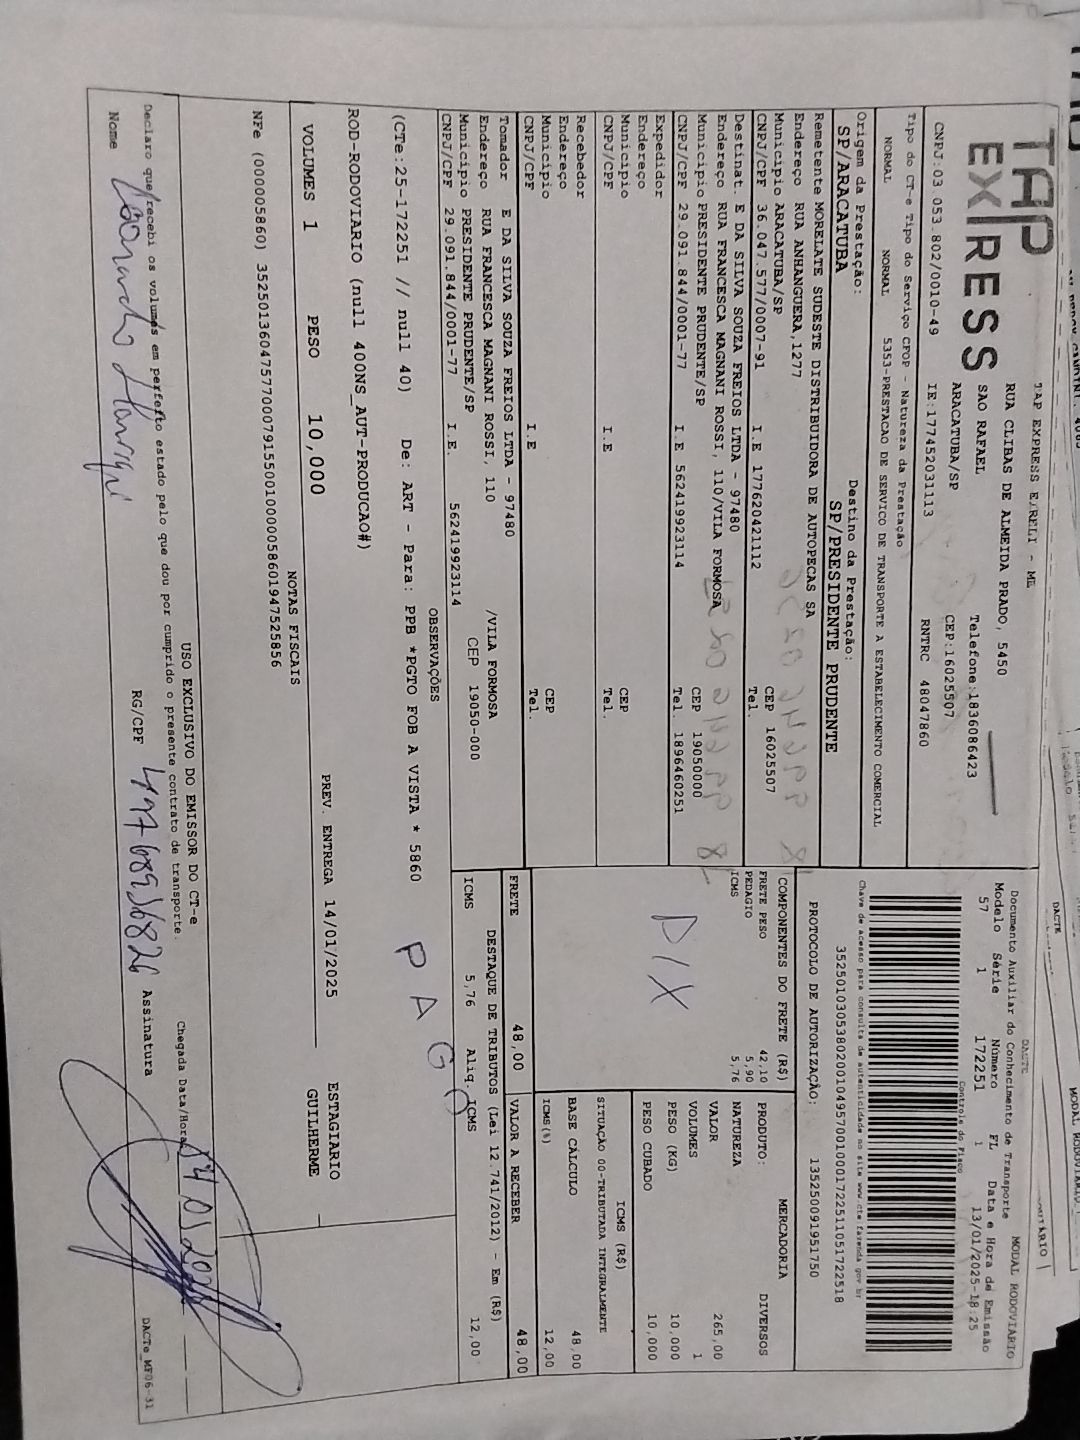 TAP
EXPRESS
TAP EXPRESS EIRELI - ME
RUA CLIBAS DE ALMEIDA PRADO, 5450
SAO RAFAEL Telefone:1836086423
ARACATUBA/SP CEP:16025507
CNPJ:03 053.802/0010-49 IE:177452031113 RNTRC 48047860
DACTE
Documento Auxiliar do Conhecimento de Transporte MODAL RODOVIÁRIO
Modelo Série Número FL Data e Hora de Emissão
57 1 172251 1 13/01/2025-18:25
Controle do Fisco
Tipo do CT-e Tipo do Serviço CFOP - Natureza da Prestação
NORMAL NORMAL 5353-PRESTACAO DE SERVICO DE TRANSPORTE A ESTABELECIMENTO COMERCIAL
Chave de acesso para consulta de autenticidade no site www.cte.fazenda gov br
35250103053802001049570010001722511051722518
Origem da Prestação: Destino da Prestação:
SP/ARACATUBA SP/PRESIDENTE PRUDENTE
PROTOCOLO DE AUTORIZAÇÃO: 135250091951750
Remetente MORELATE SUDESTE DISTRIBUIDORA DE AUTOPECAS SA
Endereço RUA ANHANGUERA,1277
Municipio ARACATUBA/SP CEP 16025507
CNPJ/CPF 36.047.577/0007-91 I.E 177620421112 Tel.
Destinat. E DA SILVA SOUZA FREIOS LTDA - 97480
Endereço RUA FRANCESCA MAGNANI ROSSI, 110/VILA FORMOSA
Municipio PRESIDENTE PRUDENTE/SP CEP 19050000
CNPJ/CPF 29.091.844/0001-77 I.E 562419923114 Tel. 1896460251
Expedidor
Endereço
Municipio CEP
CNPJ/CPF I.E Tel.
Recebedor
Endereço
Municipio CEP
CNPJ/CPF I.E Tel.
Tomador E DA SILVA SOUZA FREIOS LTDA - 97480
Endereço RUA FRANCESCA MAGNANI ROSSI, 110 /VILA FORMOSA
Municipio PRESIDENTE PRUDENTE/SP CEP 19050-000
CNPJ/CPF 29.091.844/0001-77 I.E. 562419923114
COMPONENTES DO FRETE (R$)
FRETE PESO 42,10
PEDAGIO 5,90
ICMS 5,76
PIX
MERCADORIA
PRODUTO: DIVERSOS
NATUREZA
VALOR 265,00
VOLUMES 1
PESO (KG) 10,000
PESO CUBADO 10,000
ICMS (R$)
SITUAÇÃO 00-TRIBUTADA INTEGRALMENTE
BASE CÁLCULO 48,00
ICMS(%) 12,00
FRETE 48,00 VALOR A RECEBER 48,00
DESTAQUE DE TRIBUTOS (Lei 12.741/2012) - Em (R$)
ICMS 5,76 Aliq. ICMS 12,00
OBSERVAÇÕES
(CTe:25-172251 // null 40) De: ART - Para: PPB *PGTO FOB A VISTA * 5860
PAGO
ROD-RODOVIARIO (null 400NS_AUT-PRODUCAO#)
VOLUMES 1 PESO 10,000 PREV. ENTREGA 14/01/2025
ESTAGIARIO
GUILHERME
NOTAS FISCAIS
NFe (000005860) 35250136047577000791550010000058601947525856
USO EXCLUSIVO DO EMISSOR DO CT-e
Declaro que recebi os volumes em perfeito estado pelo que dou por cumprido o presente contrato de transporte.
Chegada Data/Hora
Nome RG/CPF Assinatura
DACTe_MF06-31